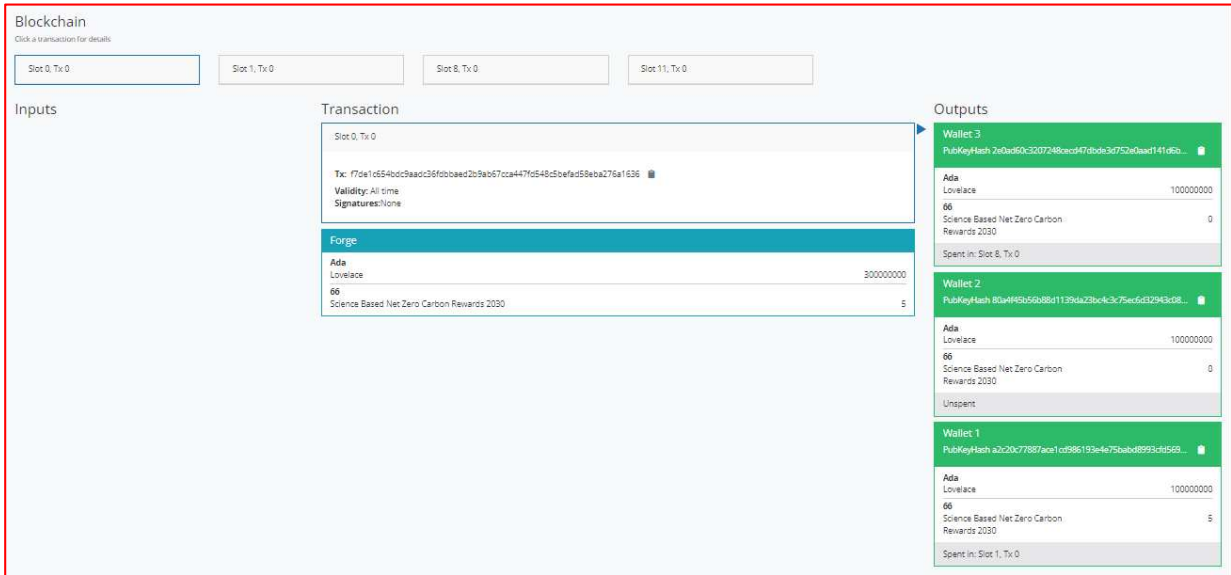 Blockchain
Click a transaction for details
Slot 0, Tx 0
Slot 1, Tx 0
Slot 8, Tx 0
Slot 11, Tx 0
Inputs
Transaction
Slot 0, Tx 0
Tx: f7de1c654bdc9aadc36fdbbaed2b9ab67cca447fd548c5befad58eba276a1636
Validity: All time
Signatures:None
Forge
Ada
Lovelace 300000000
66
Science Based Net Zero Carbon Rewards 2030 5
Outputs
Wallet 3
PubKeyHash 2e0ad60c3207248cecd47dbde3d752e0aad141d6b...
Ada
Lovelace 100000000
66
Science Based Net Zero Carbon 0
Rewards 2030
Spent in: Slot 8, Tx 0
Wallet 2
PubKeyHash 80a4f45b56b88d1139da23bc4c3c75ec6d32943c08...
Ada
Lovelace 100000000
66
Science Based Net Zero Carbon 0
Rewards 2030
Unspent
Wallet 1
PubKeyHash a2c20c77887ace1cd986193e4e75babd8993cfd569...
Ada
Lovelace 100000000
66
Science Based Net Zero Carbon 5
Rewards 2030
Spent in: Slot 1, Tx 0